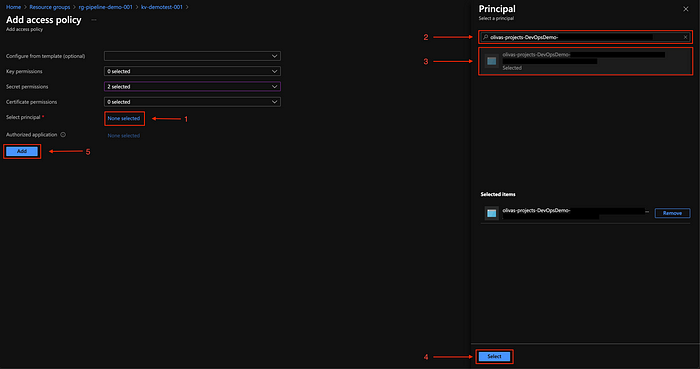 Home > Resource groups > rg-pipeline-demo-001 > kv-demotest-001 >
Add access policy ...
Add access policy
Configure from template (optional)
Key permissions
0 selected
Secret permissions
2 selected
Certificate permissions
0 selected
Select principal *
None selected
1
Authorized application
None selected
Add
5
Principal
Select a principal
2
olivas-projects-DevOpsDemo-
3
olivas-projects-DevOpsDemo-
Selected
Selected items
olivas-projects-DevOpsDemo-
Remove
4
Select